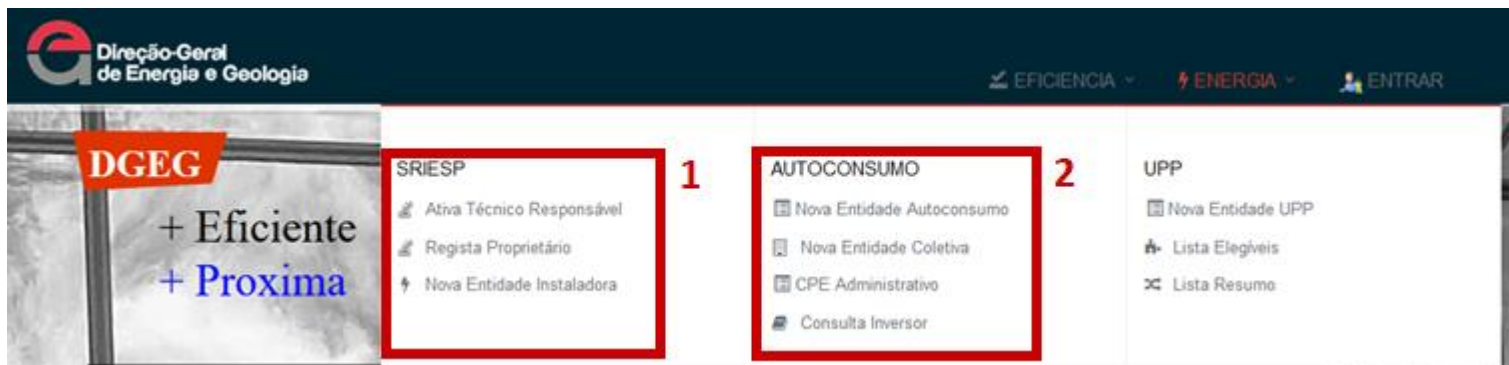 Direção-Geral
de Energia e Geologia
EFICIENCIA
ENERGIA
ENTRAR
DGEG
+ Eficiente
+ Proxima
SRIESP
Ativa Técnico Responsável
Regista Proprietário
Nova Entidade Instaladora
1
AUTOCONSUMO
Nova Entidade Autoconsumo
Nova Entidade Coletiva
CPE Administrativo
Consulta Inversor
2
UPP
Nova Entidade UPP
Lista Elegíveis
Lista Resumo